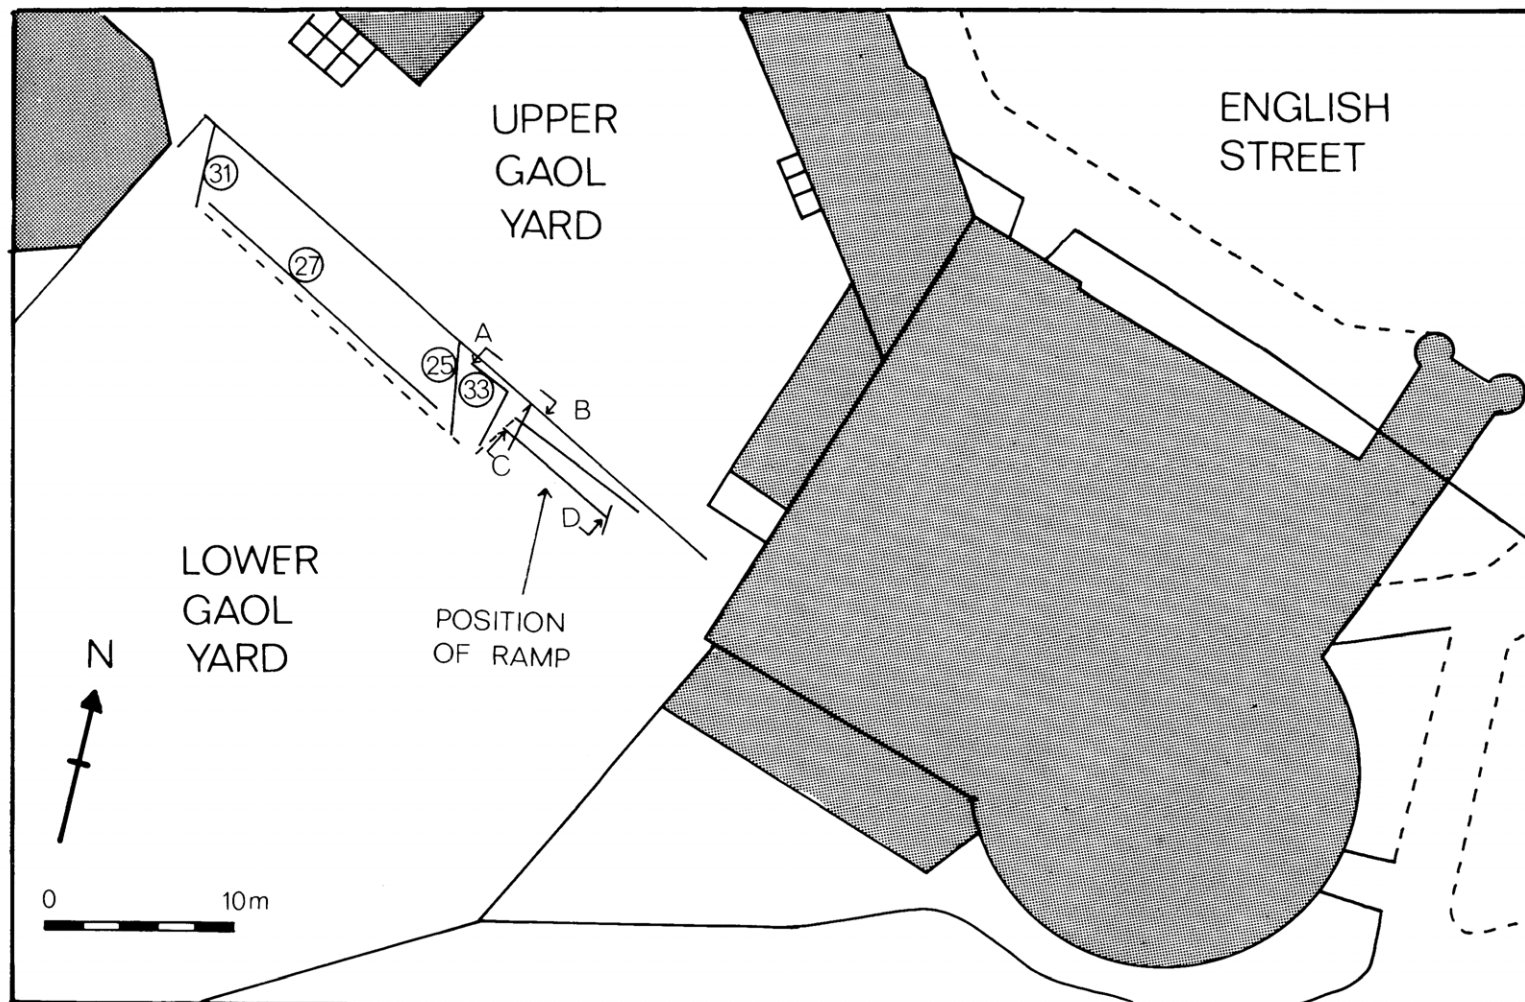 UPPER
GAOL
YARD
ENGLISH
STREET
31
27
A
25
33
B
C
D
LOWER
GAOL
YARD
POSITION
OF RAMP
N
0 10m